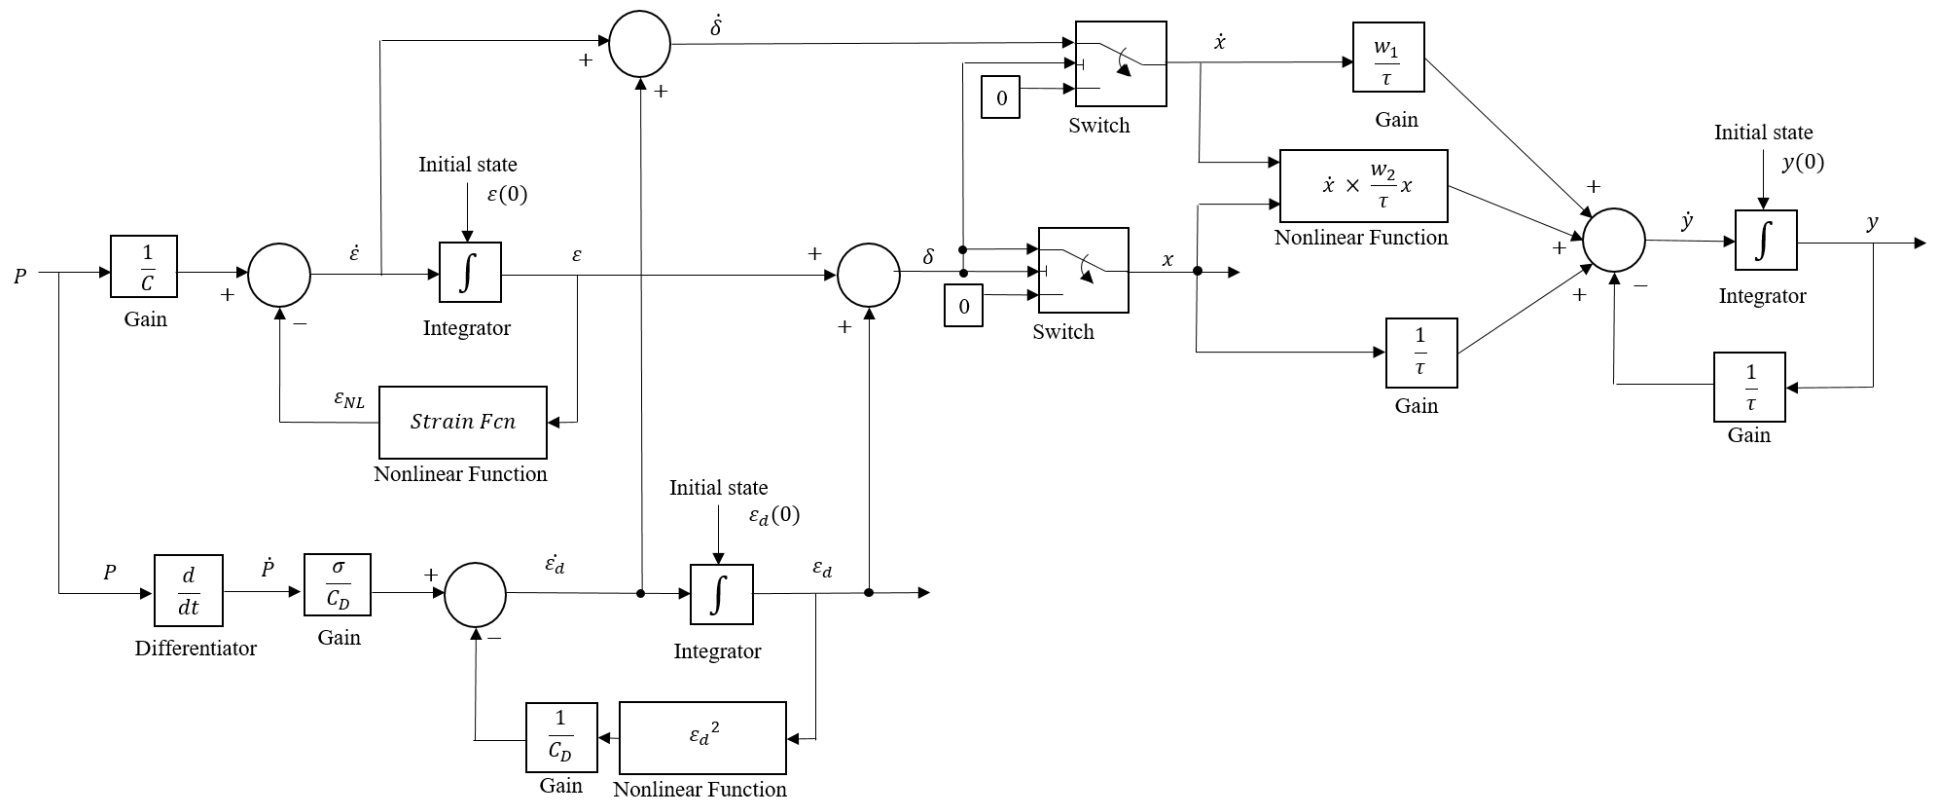 δ̇
+
+
0
Switch
ẋ
w₁
τ
Gain
Initial state
y(0)
Initial state
ε(0)
ẋ × w₂/τ x
Nonlinear Function
P
1
C
Gain
+
−
ε̇
∫
Integrator
ε
+
+
δ
0
Switch
x
+
+
+
−
ẏ
∫
Integrator
y
1
τ
Gain
1
τ
Gain
ε_NL
Strain Fcn
Nonlinear Function
Initial state
ε_d(0)
P
d
dt
Differentiator
Ṗ
σ
C_D
Gain
+
−
ε̇_d
∫
Integrator
ε_d
1
C_D
Gain
ε_d²
Nonlinear Function